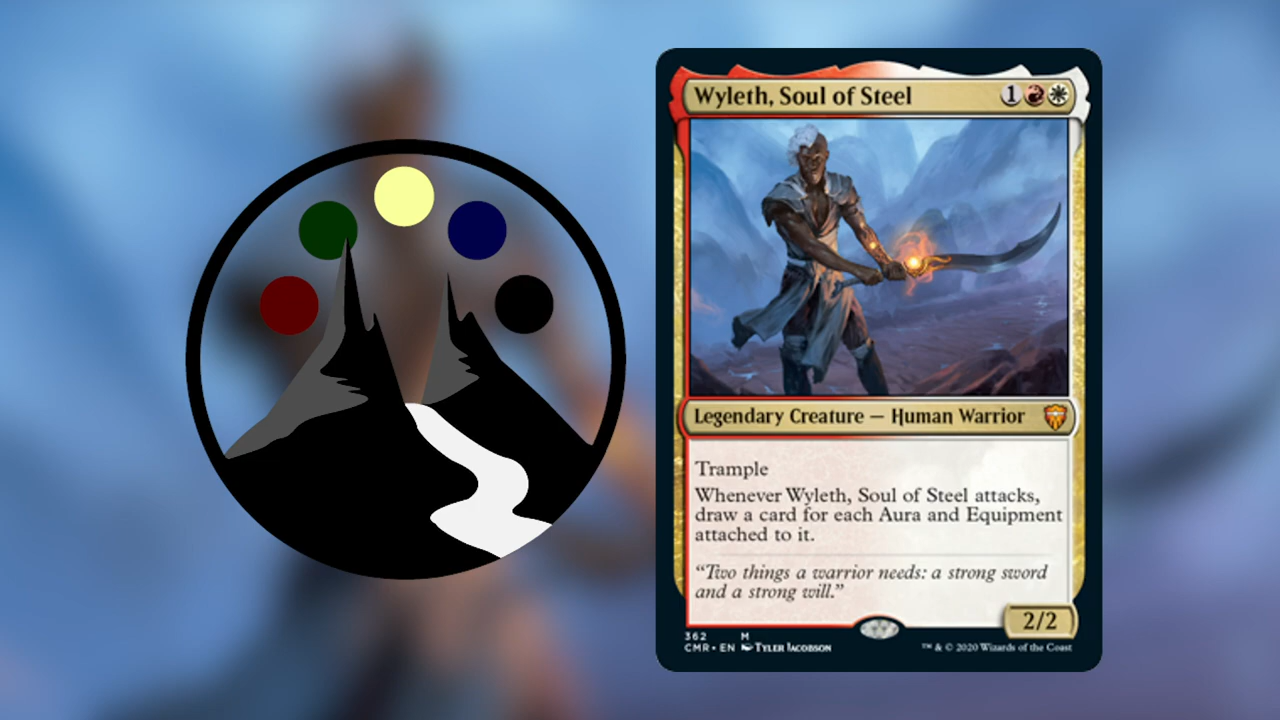 Wyleth, Soul of Steel 1
Legendary Creature — Human Warrior
Trample
Whenever Wyleth, Soul of Steel attacks,
draw a card for each Aura and Equipment
attached to it.
“Two things a warrior needs: a strong sword
and a strong will.”
2/2
362 M
CMR • EN Tyler Jacobson ™ & © 2020 Wizards of the Coast